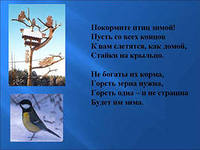 Покормите птиц зимой!
Пусть со всех концов
К вам слетятся, как домой,
Стайки на крыльцо.
Не богаты их корма,
Горсть зерна нужна,
Горсть одна – и не страшна
Будет им зима.